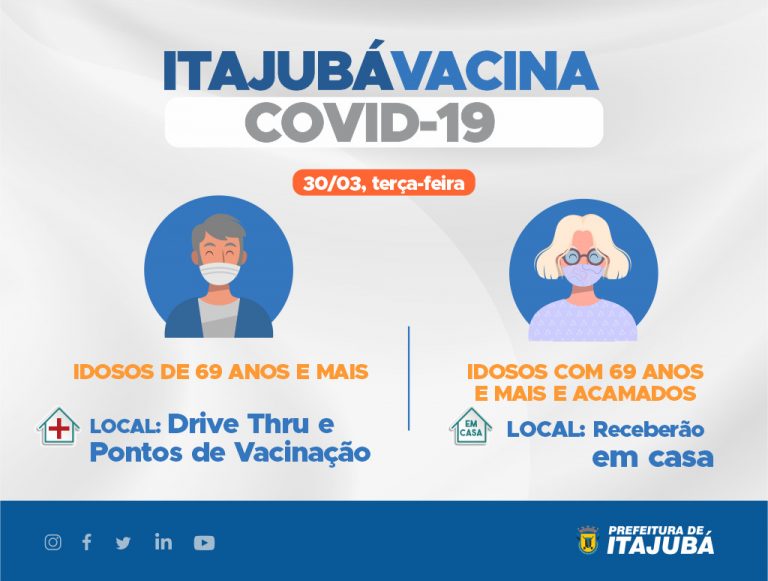 ITAJUBÁVACINA
COVID-19
30/03, terça-feira
IDOSOS DE 69 ANOS E MAIS
LOCAL: Drive Thru e
Pontos de Vacinação
IDOSOS COM 69 ANOS
E MAIS E ACAMADOS
EM
CASA
LOCAL: Receberão
em casa
PREFEITURA DE
ITAJUBÁ